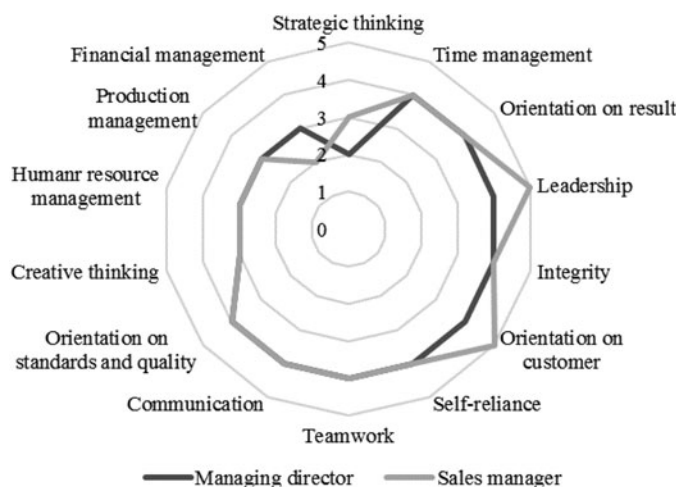 Strategic thinking
Financial management
Time management
Production
management
Orientation on result
Humanr resource
management
Leadership
Creative thinking
Integrity
Orientation on
standards and quality
Orientation on
customer
Communication
Self-reliance
Teamwork
5
4
3
2
1
0
Managing director
Sales manager